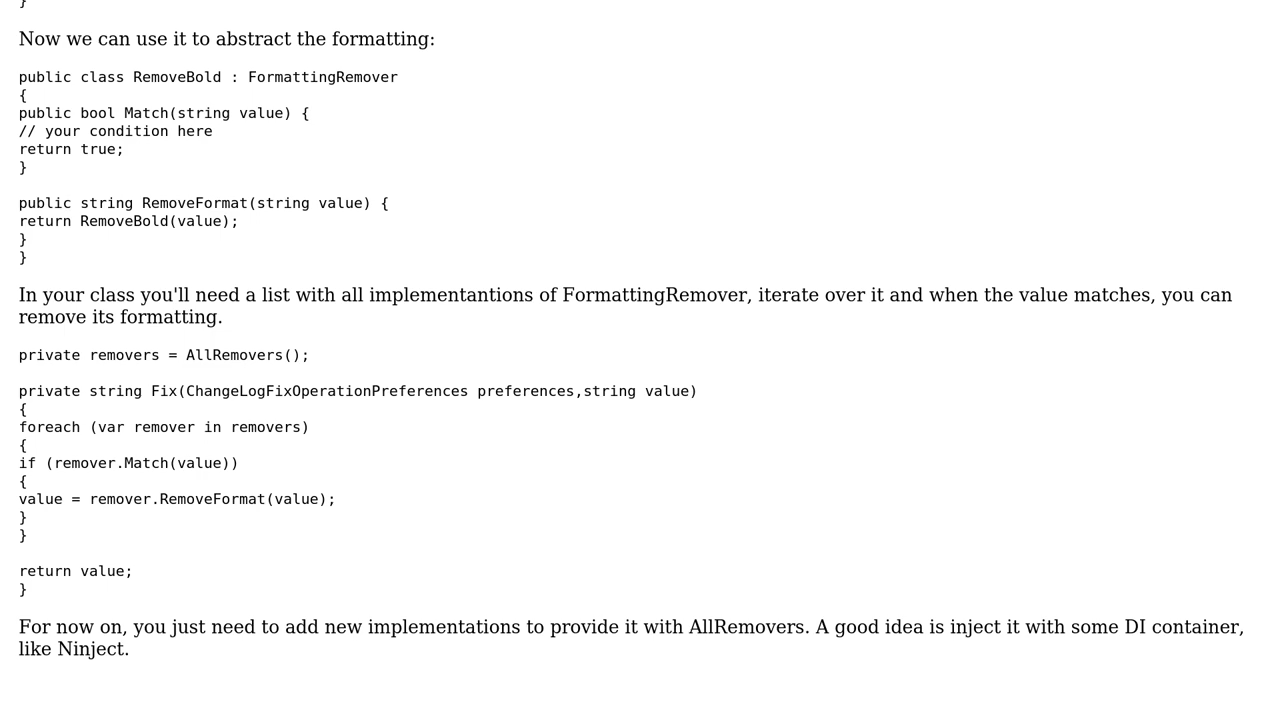 }
Now we can use it to abstract the formatting:
public class RemoveBold : FormattingRemover
{
public bool Match(string value) {
// your condition here
return true;
}
public string RemoveFormat(string value) {
return RemoveBold(value);
}
}
In your class you'll need a list with all implementantions of FormattingRemover, iterate over it and when the value matches, you can
remove its formatting.
private removers = AllRemovers();
private string Fix(ChangeLogFixOperationPreferences preferences,string value)
{
foreach (var remover in removers)
{
if (remover.Match(value))
{
value = remover.RemoveFormat(value);
}
}
return value;
}
For now on, you just need to add new implementations to provide it with AllRemovers. A good idea is inject it with some DI container,
like Ninject.